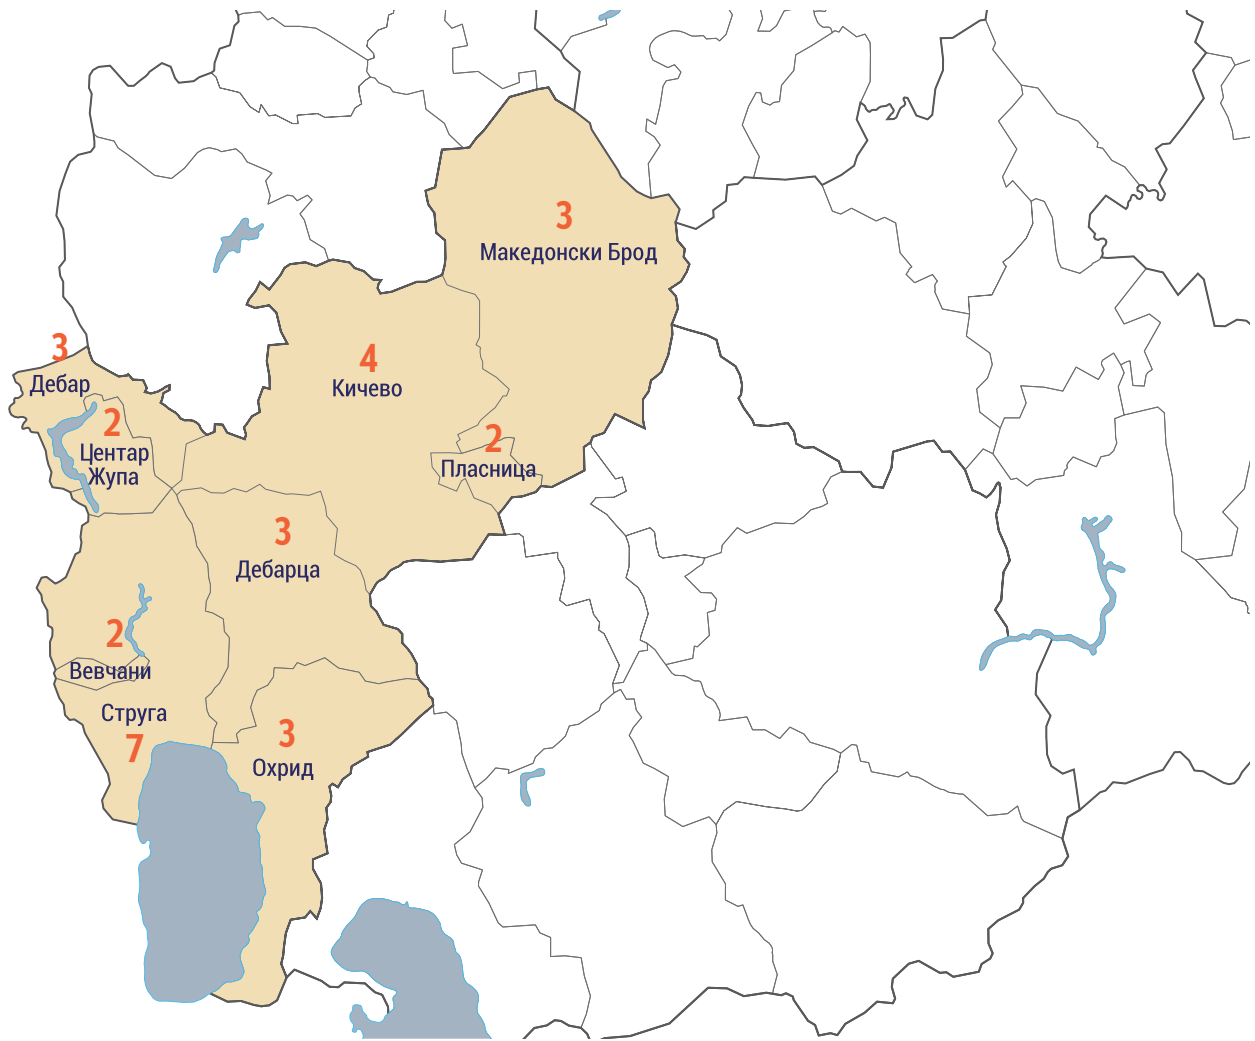 3
Македонски Брод
3
Дебар
4
Кичево
2
Центар
Жупа
2
Пласница
3
Дебарца
2
Вевчани
Струга
7
3
Охрид